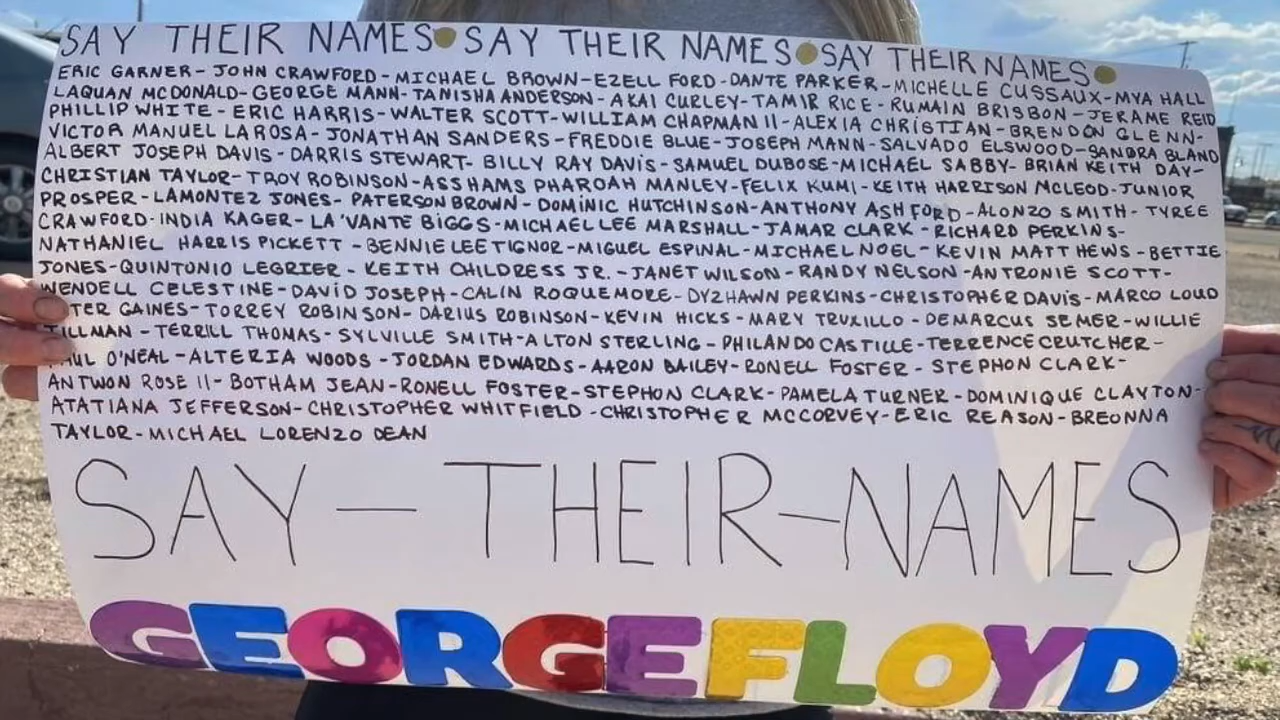 SAY THEIR NAMES SAY THEIR NAMES SAY THEIR NAMES
ERIC GARNER- JOHN CRAWFORD-MICHAEL BROWN-EZELL FORD-DANTE PARKER-MICHELLE CUSSAUX-MYA HALL
LAQUAN MCDONALD-GEORGE MANN-TANISHA ANDERSON-AKAI CURLEY-TAMIR RICE-RUMAIN BRISBON-JERAME REID
PHILLIP WHITE-ERIC HARRIS-WALTER SCOTT-WILLIAM CHAPMAN II-ALEXIA CHRISTIAN-BRENDON GLENN-
VICTOR MANUEL LAROSA-JONATHAN SANDERS-FREDDIE BLUE-JOSEPH MANN-SALVADO ELSWOOD-SANDRA BLAND
ALBERT JOSEPH DAVIS-DARRIS STEWART-BILLY RAY DAVIS-SAMUEL DUBOSE-MICHAEL SABBY-BRIAN KEITH DAY-
CHRISTIAN TAYLOR-TROY ROBINSON-ASSHAMS PHAROAH MANLEY-FELIX KUMI-KEITH HARRISON MCLEOD-JUNIOR
PROSPER-LAMONTEZ JONES-PATERSON BROWN-DOMINIC HUTCHINSON-ANTHONY ASHFORD-ALONZO SMITH-TYREE
CRAWFORD-INDIA KAGER-LA'VANTE BIGGS-MICHAEL LEE MARSHALL-JAMAR CLARK-RICHARD PERKINS-
NATHANIEL HARRIS PICKETT-BENNIE LEE TIGNOR-MIGUEL ESPINAL-MICHAEL NOEL-KEVIN MATTHEWS-BETTIE
JONES-QUINTONIO LEGRIER-KEITH CHILDRESS JR.-JANET WILSON-RANDY NELSON-ANTRONIE SCOTT-
WENDELL CELESTINE-DAVID JOSEPH-CALIN ROQUEMORE-DYZHAWN PERKINS-CHRISTOPHER DAVIS-MARCO LOUD
GAINES-TORREY ROBINSON-DARIUS ROBINSON-KEVIN HICKS-MARY TRUXILLO-DEMARCUS SEMER-WILLIE
TILLMAN-TERRILL THOMAS-SYLVILLE SMITH-ALTON STERLING-PHILANDO CASTILLE-TERRENCE CRUTCHER-
O'NEAL-ALTERIA WOODS-JORDAN EDWARDS-AARON BAILEY-RONELL FOSTER-STEPHON CLARK-
ANTWON ROSE II-BOTHAM JEAN-RONELL FOSTER-STEPHON CLARK-PAMELA TURNER-DOMINIQUE CLAYTON-
ATATIANA JEFFERSON-CHRISTOPHER WHITFIELD-CHRISTOPHER MCCORVEY-ERIC REASON-BREONNA
TAYLOR-MICHAEL LORENZO DEAN
SAY-THEIR-NAMES
GEORGE FLOYD